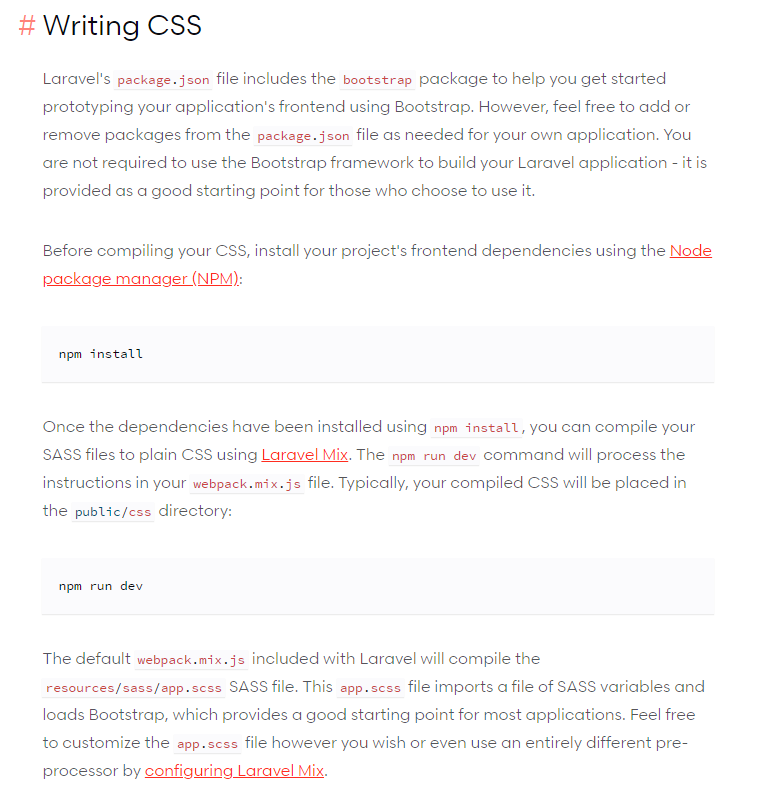 # Writing CSS
Laravel's package.json file includes the bootstrap package to help you get started
prototyping your application's frontend using Bootstrap. However, feel free to add or
remove packages from the package.json file as needed for your own application. You
are not required to use the Bootstrap framework to build your Laravel application - it is
provided as a good starting point for those who choose to use it.
Before compiling your CSS, install your project's frontend dependencies using the Node
package manager (NPM):
npm install
Once the dependencies have been installed using npm install, you can compile your
SASS files to plain CSS using Laravel Mix. The npm run dev command will process the
instructions in your webpack.mix.js file. Typically, your compiled CSS will be placed in
the public/css directory:
npm run dev
The default webpack.mix.js included with Laravel will compile the
resources/sass/app.scss SASS file. This app.scss file imports a file of SASS variables and
loads Bootstrap, which provides a good starting point for most applications. Feel free
to customize the app.scss file however you wish or even use an entirely different pre-
processor by configuring Laravel Mix.